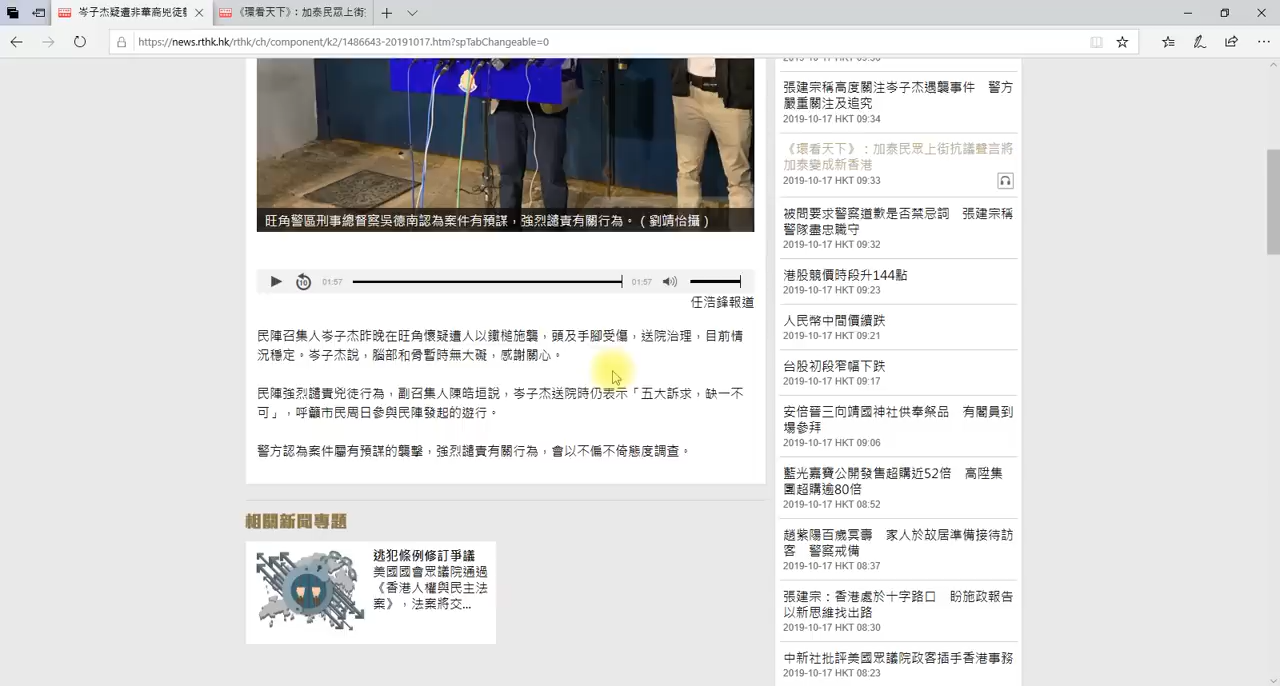 岑子杰疑遭非華裔兇徒
《環看天下》：加泰民眾上街
https://news.rthk.hk/rthk/ch/component/k2/1486643-20191017.htm?spTabChangeable=0
旺角警區刑事總督察吳德南認為案件有預謀，強烈譴責有關行為。（劉靖怡攝）
10
01:57
01:57
任浩鋒報道
民陣召集人岑子杰昨晚在旺角懷疑遭人以鐵槌施襲，頭及手腳受傷，送院治理，目前情
況穩定。岑子杰說，腦部和骨暫時無大礙，感謝關心。
民陣強烈譴責兇徒行為，副召集人陳皓桓說，岑子杰送院時仍表示「五大訴求，缺一不
可」，呼籲市民周日參與民陣發起的遊行。
警方認為案件屬有預謀的襲擊，強烈譴責有關行為，會以不偏不倚態度調查。
相關新聞專題
逃犯條例修訂爭議
美國國會眾議院通過
《香港人權與民主法
案》，法案將交...
張建宗稱高度關注岑子杰遇襲事件　警方
嚴重關注及追究
2019-10-17 HKT 09:34
《環看天下》：加泰民眾上街抗議聲言將
加泰變成新香港
2019-10-17 HKT 09:33
被問要求警察道歉是否禁忌詞　張建宗稱
警隊盡忠職守
2019-10-17 HKT 09:32
港股競價時段升144點
2019-10-17 HKT 09:23
人民幣中間價續跌
2019-10-17 HKT 09:21
台股初段窄幅下跌
2019-10-17 HKT 09:17
安倍晉三向靖國神社供奉祭品　有閣員到
場參拜
2019-10-17 HKT 09:06
藍光嘉寶公開發售超購近52倍　高陞集
團超購逾80倍
2019-10-17 HKT 08:52
趙紫陽百歲冥壽　家人於故居準備接待訪
客　警察戒備
2019-10-17 HKT 08:37
張建宗：香港處於十字路口　盼施政報告
以新思維找出路
2019-10-17 HKT 08:30
中新社批評美國眾議院政客插手香港事務
2019-10-17 HKT 08:23